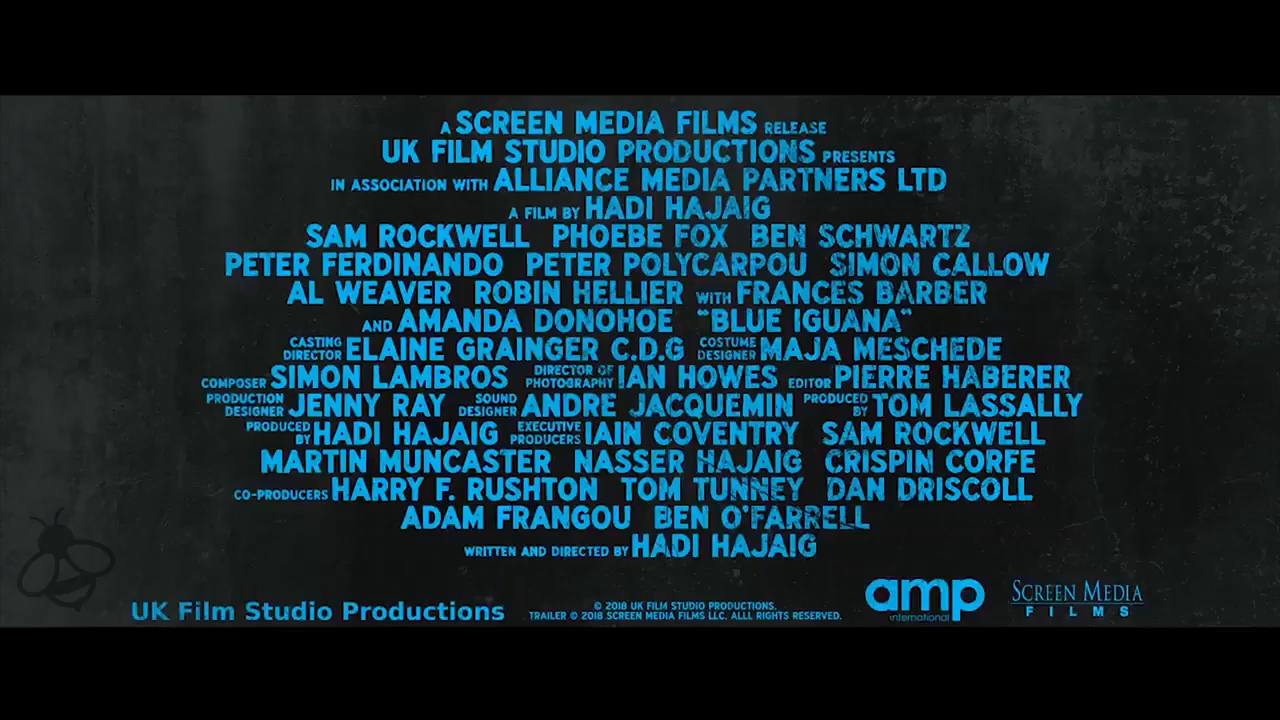 A SCREEN MEDIA FILMS RELEASE
UK FILM STUDIO PRODUCTIONS PRESENTS
IN ASSOCIATION WITH ALLIANCE MEDIA PARTNERS LTD
A FILM BY HADI HAJAIG
SAM ROCKWELL PHOEBE FOX BEN SCHWARTZ
PETER FERDINANDO PETER POLYCARPOU SIMON CALLOW
AL WEAVER ROBIN HELLIER WITH FRANCES BARBER
AND AMANDA DONOHOE "BLUE IGUANA"
CASTING DIRECTOR ELAINE GRAINGER C.D.G COSTUME DESIGNER MAJA MESCHEDE
COMPOSER SIMON LAMBROS DIRECTOR OF PHOTOGRAPHY IAN HOWES EDITOR PIERRE HABERER
PRODUCTION DESIGNER JENNY RAY SOUND DESIGNER ANDRE JACQUEMIN PRODUCED BY TOM LASSALLY
PRODUCED BY HADI HAJAIG EXECUTIVE PRODUCERS IAIN COVENTRY SAM ROCKWELL
MARTIN MUNCASTER NASSER HAJAIG CRISPIN CORFE
CO-PRODUCERS HARRY F. RUSHTON TOM TUNNEY DAN DRISCOLL
ADAM FRANGOU BEN O'FARRELL
WRITTEN AND DIRECTED BY HADI HAJAIG
UK Film Studio Productions
© 2018 UK FILM STUDIO PRODUCTIONS.
TRAILER © 2018 SCREEN MEDIA FILMS LLC. ALLL RIGHTS RESERVED.
amp
international
SCREEN MEDIA
FILMS